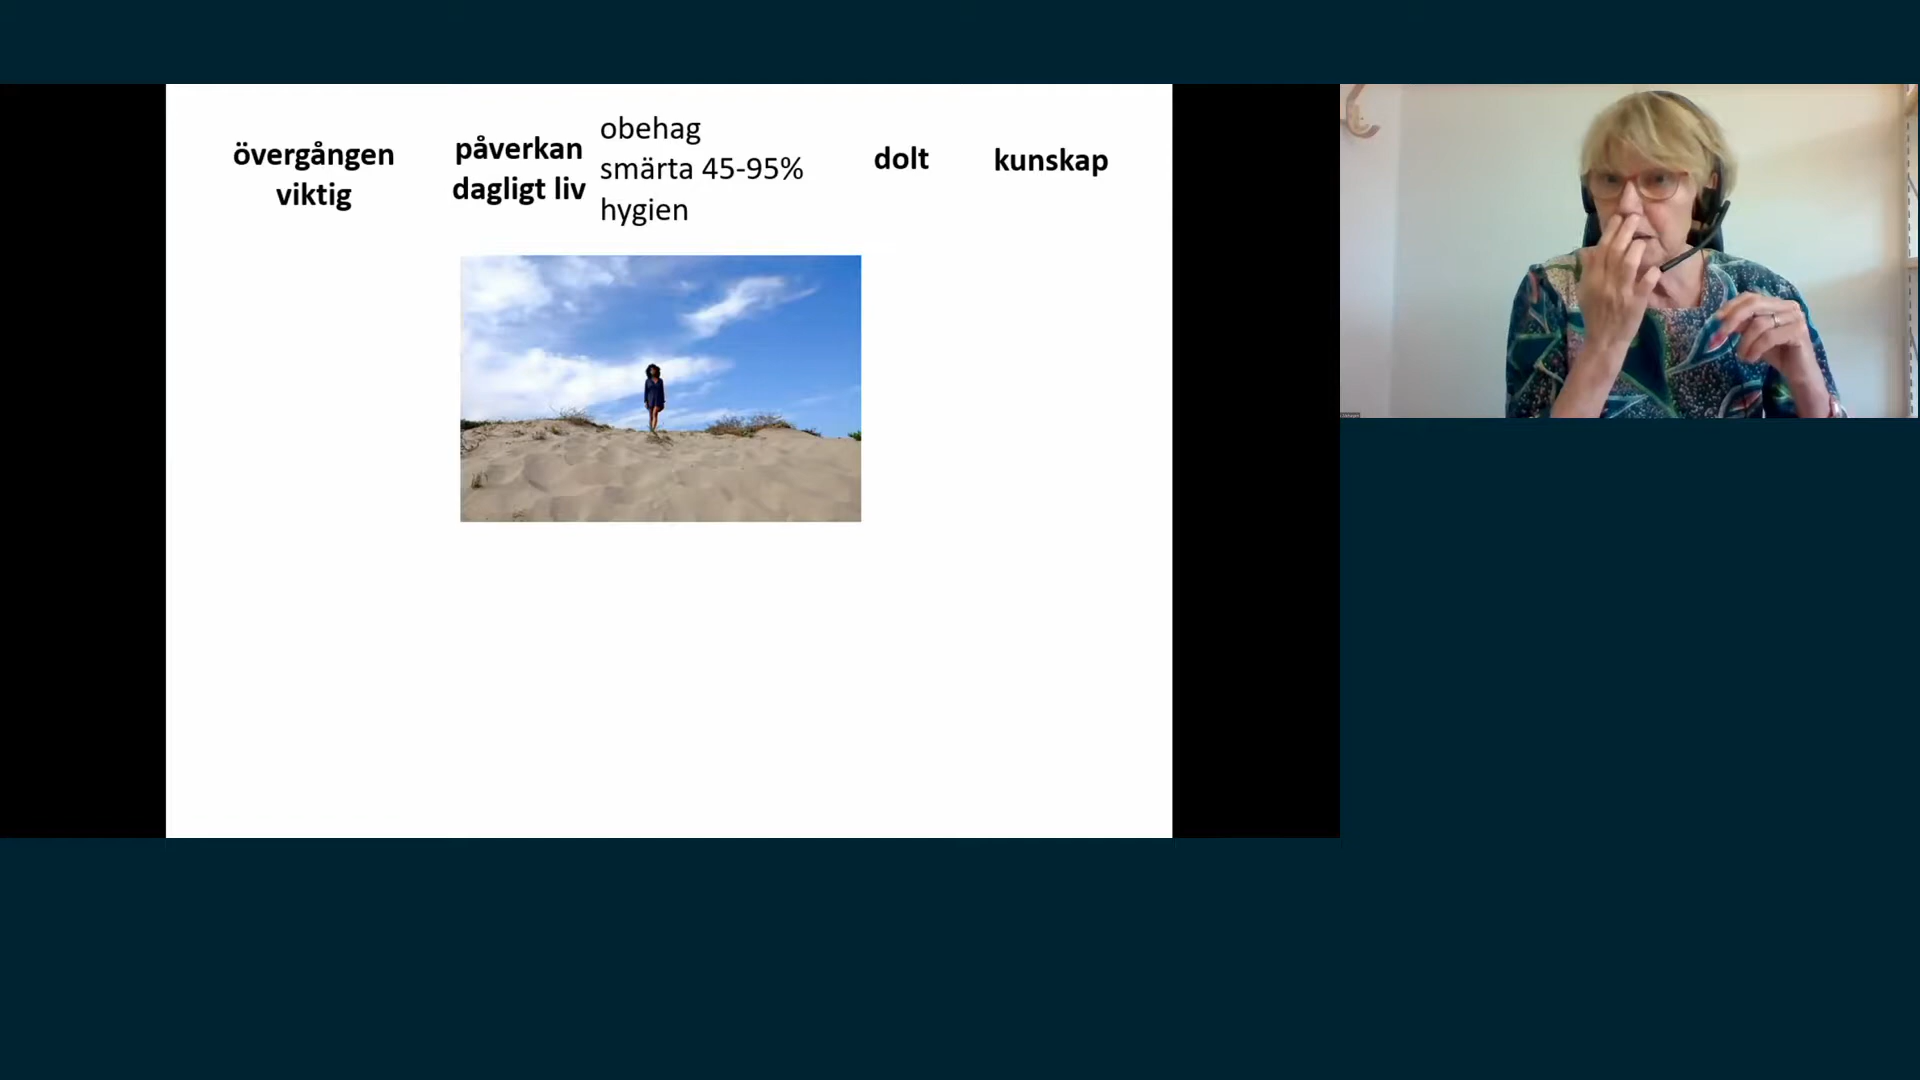 övergången
viktig
påverkan
dagligt liv
obehag
smärta 45-95%
hygien
dolt
kunskap